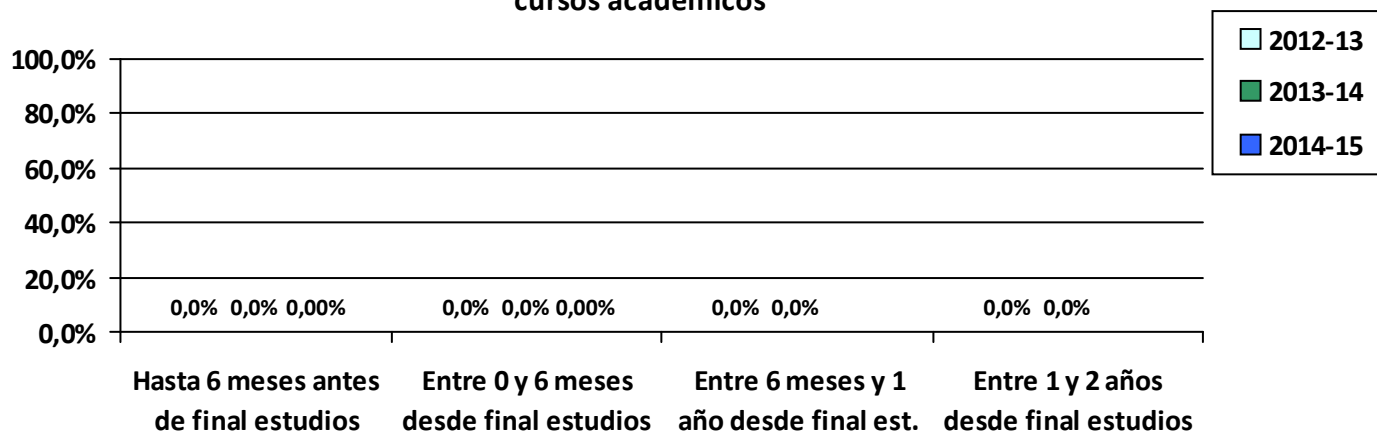 cursos académicos
2012-13
2013-14
2014-15
100,0%
80,0%
60,0%
40,0%
20,0%
0,0%
0,0% 0,0% 0,00%
0,0% 0,0% 0,00%
0,0% 0,0%
0,0% 0,0%
Hasta 6 meses antes
de final estudios
Entre 0 y 6 meses
desde final estudios
Entre 6 meses y 1
año desde final est.
Entre 1 y 2 años
desde final estudios